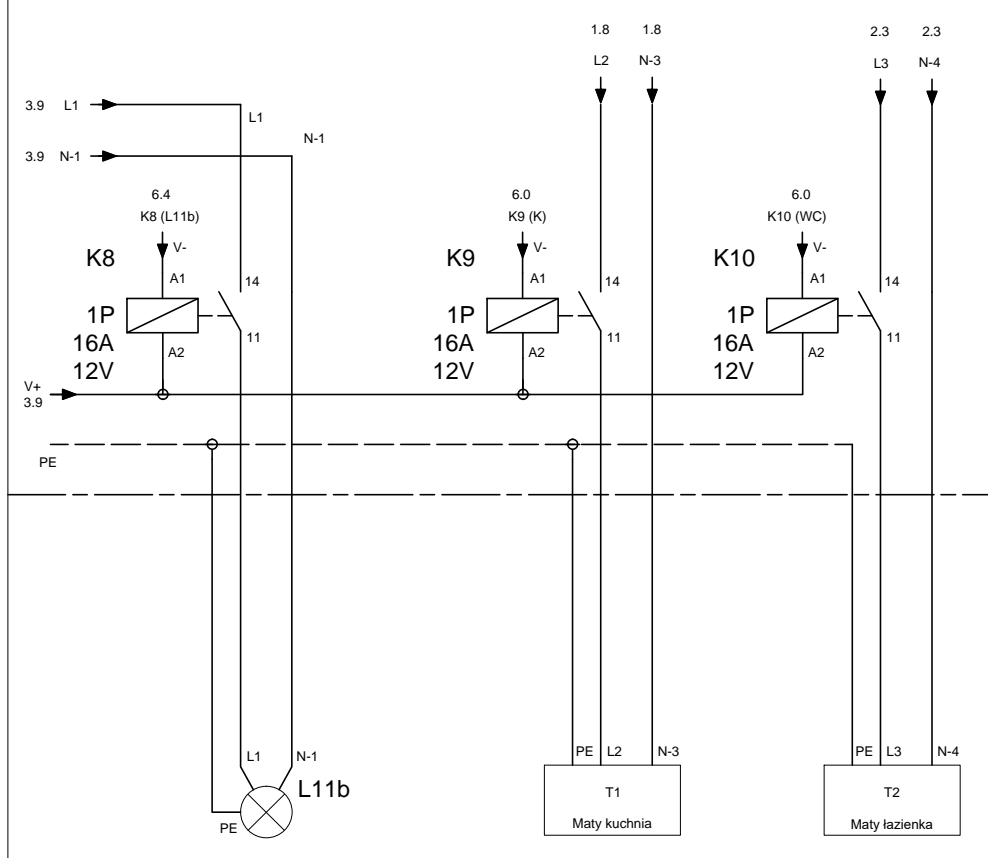 1.8 1.8 2.3 2.3
L2 N-3 L3 N-4
3.9 L1
L1
N-1
3.9 N-1
6.4 6.0 6.0
K8 (L11b) K9 (K) K10 (WC)
V- V- V-
K8 K9 K10
A1 14 A1 14 A1 14
1P 1P 1P
16A 11 16A 11 16A 11
A2 A2 A2
12V 12V 12V
V+
3.9
PE
L1 N-1 PE L2 N-3 PE L3 N-4
L11b T1 T2
PE Maty kuchnia Maty łazienka